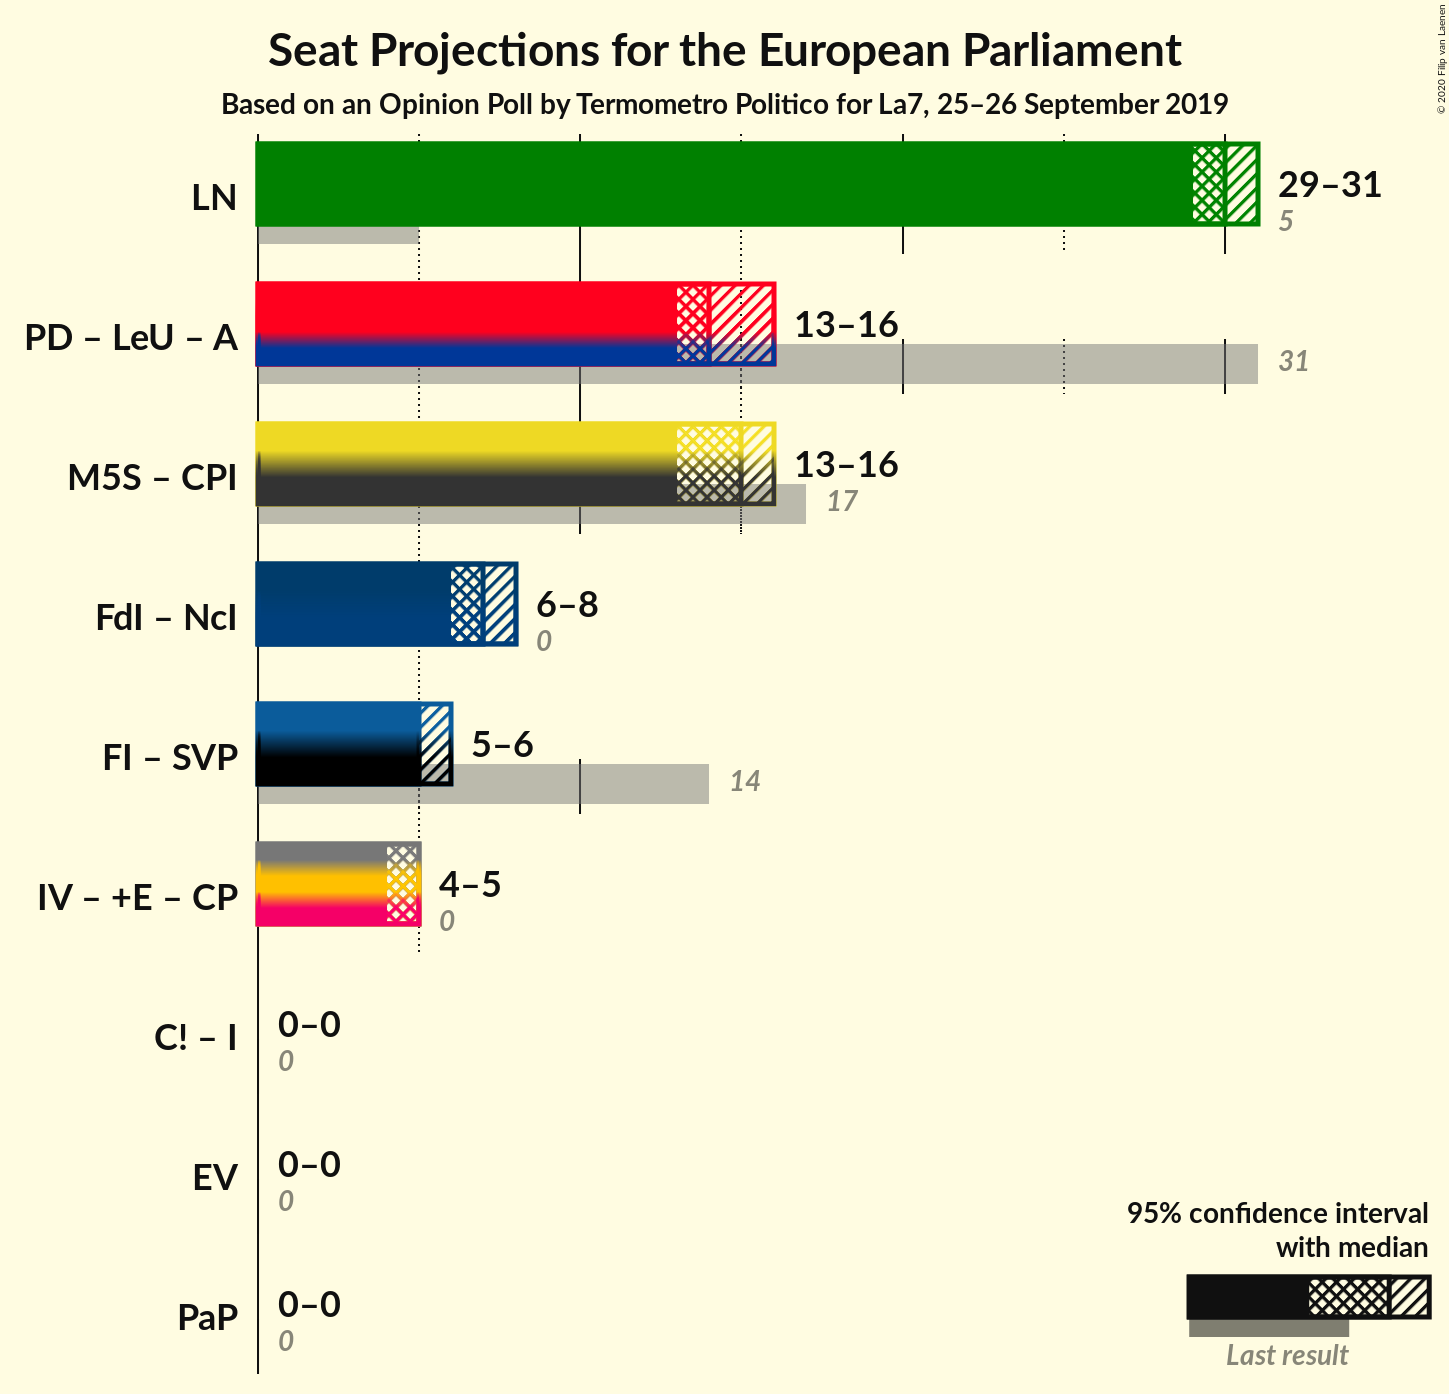 Seat Projections for the European Parliament
Based on an Opinion Poll by Termometro Politico for La7, 25–26 September 2019
© 2020 Filip van Laenen
LN
29–31
5
PD – LeU – A
13–16
31
M5S – CPI
13–16
17
FdI – NcI
6–8
0
FI – SVP
5–6
14
IV – +E – CP
4–5
0
C! – I
0–0
0
EV
0–0
0
PaP
0–0
0
95% confidence interval
with median
Last result